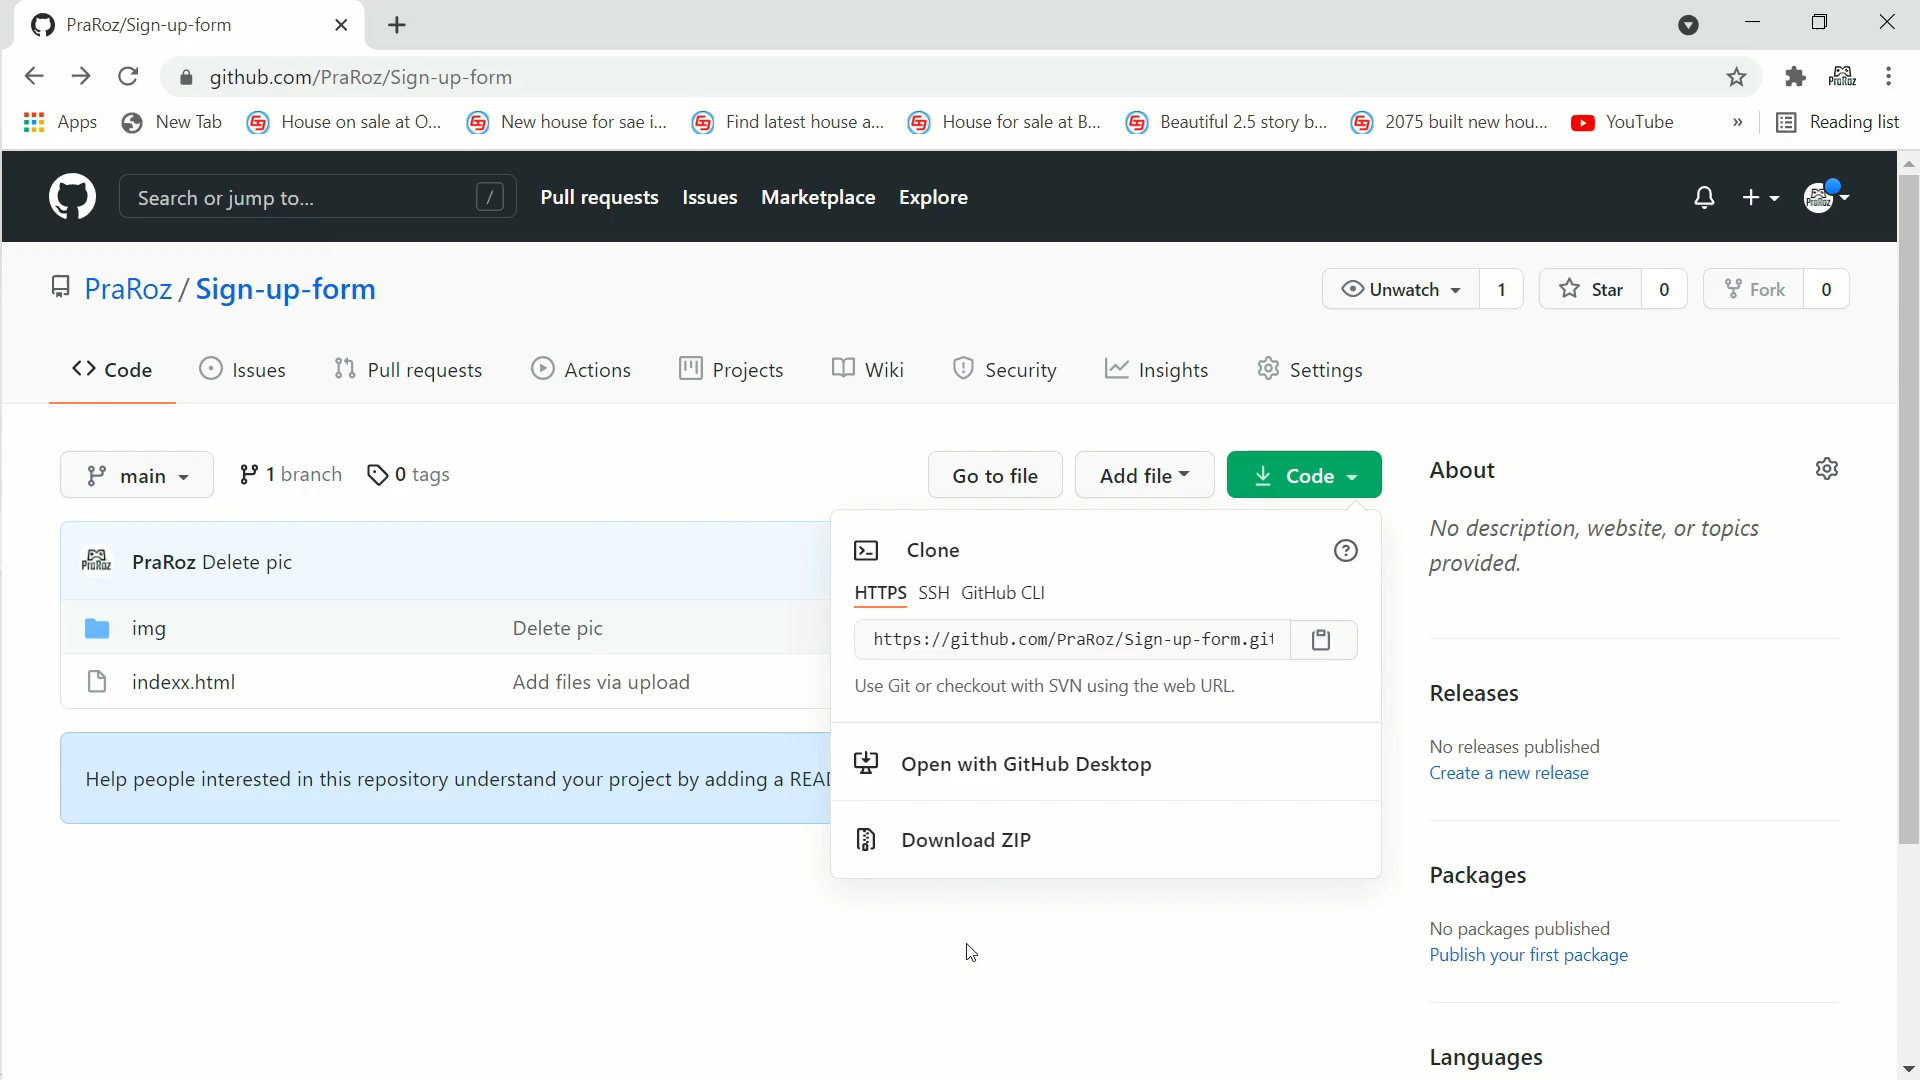 PraRoz/Sign-up-form
github.com/PraRoz/Sign-up-form
Apps New Tab House on sale at O... New house for sae i... Find latest house a... House for sale at B... Beautiful 2.5 story b... 2075 built new hou... YouTube » Reading list
Search or jump to... / Pull requests Issues Marketplace Explore
PraRoz / Sign-up-form Unwatch 1 Star 0 Fork 0
Code Issues Pull requests Actions Projects Wiki Security Insights Settings
main 1 branch 0 tags Go to file Add file Code About
No description, website, or topics
provided.
PraRoz Delete pic
Clone
HTTPS SSH GitHub CLI
img Delete pic
https://github.com/PraRoz/Sign-up-form.git
indexx.html Add files via upload
Use Git or checkout with SVN using the web URL.
Releases
No releases published
Create a new release
Help people interested in this repository understand your project by adding a READ
Open with GitHub Desktop
Download ZIP
Packages
No packages published
Publish your first package
Languages